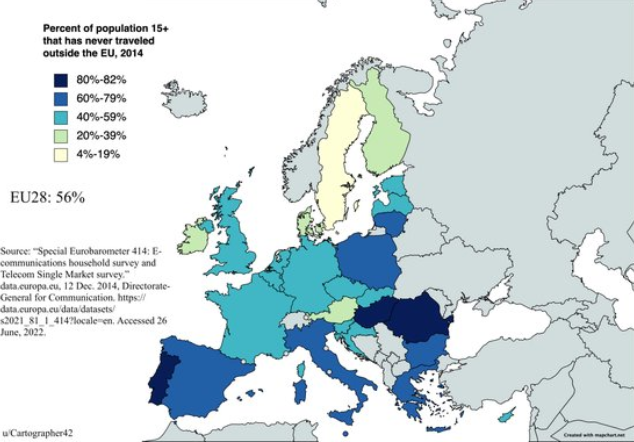 Percent of population 15+
that has never traveled
outside the EU, 2014
80%-82%
60%-79%
40%-59%
20%-39%
4%-19%
EU28: 56%
Source: “Special Eurobarometer 414: E-
communications household survey and
Telecom Single Market survey.”
data.europa.eu, 12 Dec. 2014, Directorate-
General for Communication. https://
data.europa.eu/data/datasets/
s2021_81_1_414?locale=en. Accessed 26
June, 2022.
u/Cartographer42
Created with mapchart.net